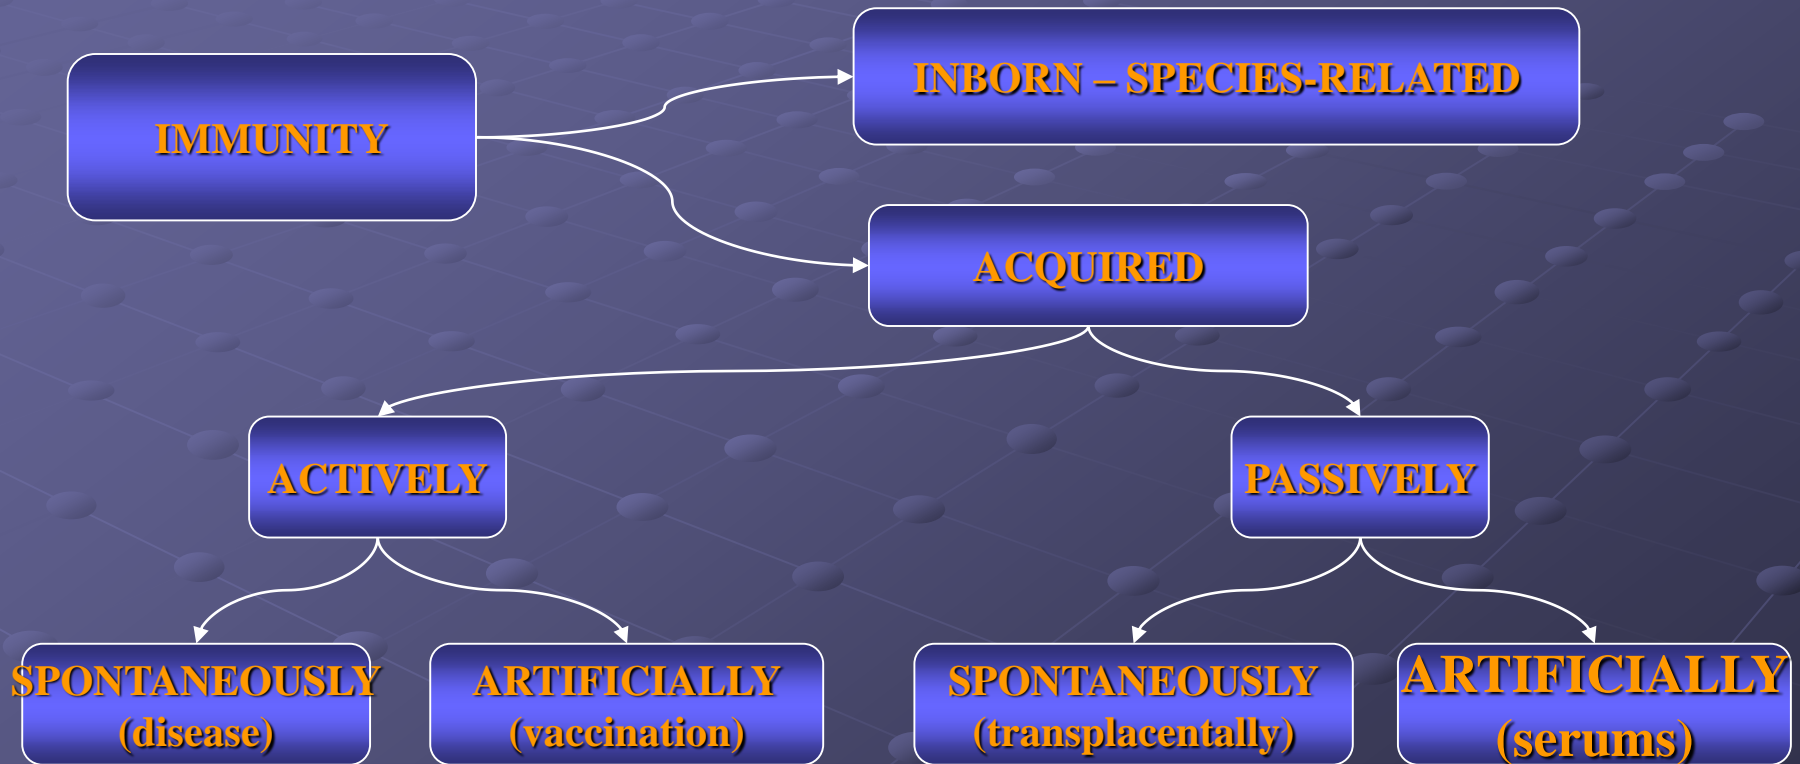 IMMUNITY
INBORN – SPECIES-RELATED
ACQUIRED
ACTIVELY
PASSIVELY
SPONTANEOUSLY
(disease)
ARTIFICIALLY
(vaccination)
SPONTANEOUSLY
(transplacentally)
ARTIFICIALLY
(serums)